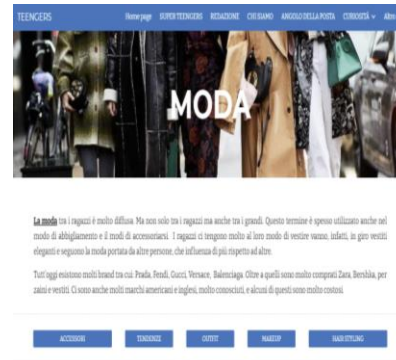 TEENGERS
Home page SUPER TEENGERS REDAZIONE CHI SIAMO ANGOLO DELLA POSTA CURIOSITÀ Altro
MODA
La moda tra i ragazzi è molto diffusa. Ma non solo tra i ragazzi ma anche tra i grandi. Questo termine è spesso utilizzato anche nel
modo di abbigliamento e il modi di accessoriarsi. I ragazzi ci tengono molto al loro modo di vestire vanno, infatti, in giro vestiti
eleganti e seguono la moda portata da altre persone, che influenza di più rispetto ad altre.
Tutt'oggi esistono molti brand tra cui: Prada, Fendi, Gucci, Versace, Balenciaga. Oltre a quelli sono molto comprati Zara, Bershka, per
zaini e vestiti. Ci sono anche molti marchi americani e inglesi, molto conosciuti, e alcuni di questi sono molto costosi.
ACCESSORI TENDENZE OUTFIT MAKEUP HAIR STYLING